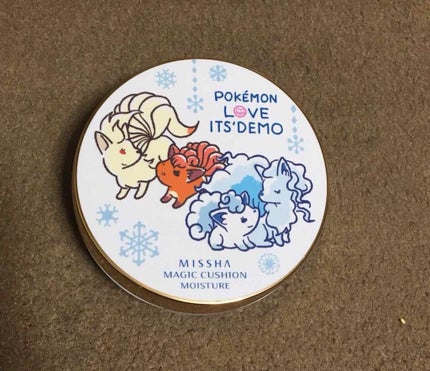 POKÉMON
LOVE
ITS'DEMO
MISSHA
MAGIC CUSHION
MOISTURE